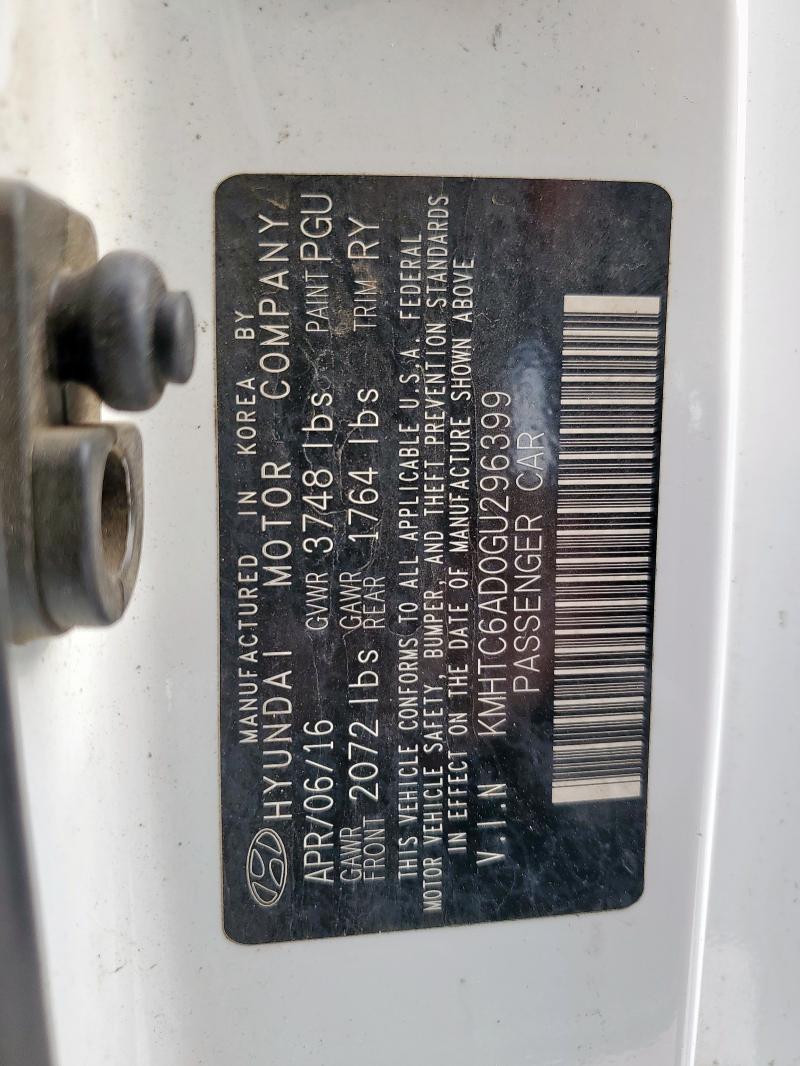 MANUFACTURED IN KOREA BY
HYUNDAI MOTOR COMPANY
APR/06/16 GVWR 3748 lbs PAINT PGU
GAWR FRONT 2072 lbs GAWR REAR 1764 lbs TRIM RY
THIS VEHICLE CONFORMS TO ALL APPLICABLE U.S.A. FEDERAL
MOTOR VEHICLE SAFETY, BUMPER, AND THEFT PREVENTION STANDARDS
IN EFFECT ON THE DATE OF MANUFACTURE SHOWN ABOVE
V.I.N KMHTC6AD0GU296399
PASSENGER CAR